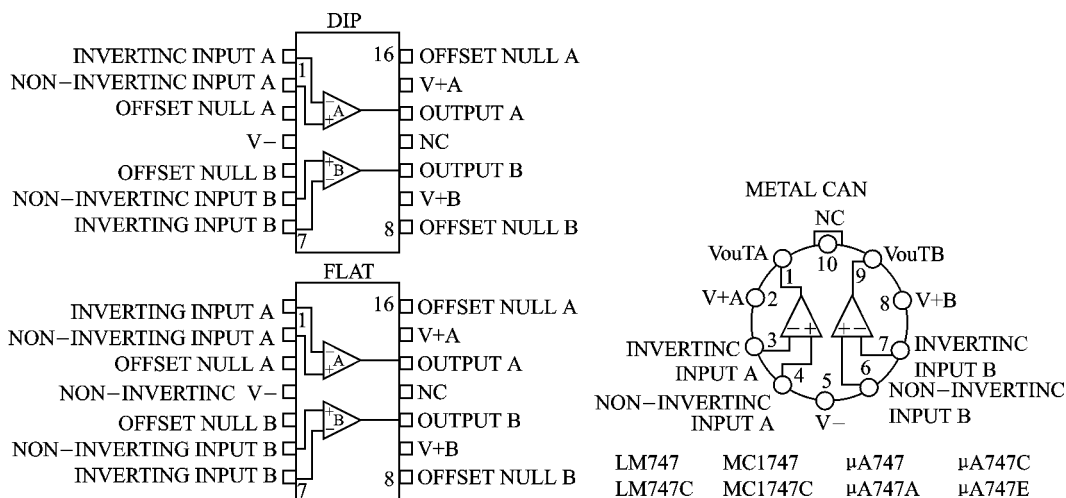 DIP
INVERTINC INPUT A
1
16
OFFSET NULL A
NON−INVERTINC INPUT A
V+A
OFFSET NULL A
− A
+
OUTPUT A
V−
NC
OFFSET NULL B
+ B
−
OUTPUT B
NON−INVERTINC INPUT B
V+B
INVERTING INPUT B
7
8
OFFSET NULL B
FLAT
INVERTING INPUT A
1
16
OFFSET NULL A
NON−INVERTING INPUT A
V+A
OFFSET NULL A
− A
+
OUTPUT A
NON−INVERTINC V−
NC
OFFSET NULL B
+ B
−
OUTPUT B
NON−INVERTING INPUT B
V+B
INVERTING INPUT B
7
8
OFFSET NULL B
METAL CAN
NC
10
VouTA
1
9
VouTB
V+A
2
8
V+B
− +
+ −
INVERTINC
INPUT A
3
7
INVERTINC
INPUT B
NON−INVERTINC
INPUT A
4
6
NON−INVERTINC
INPUT B
5
V−
LM747 MC1747 μA747 μA747C
LM747C MC1747C μA747A μA747E